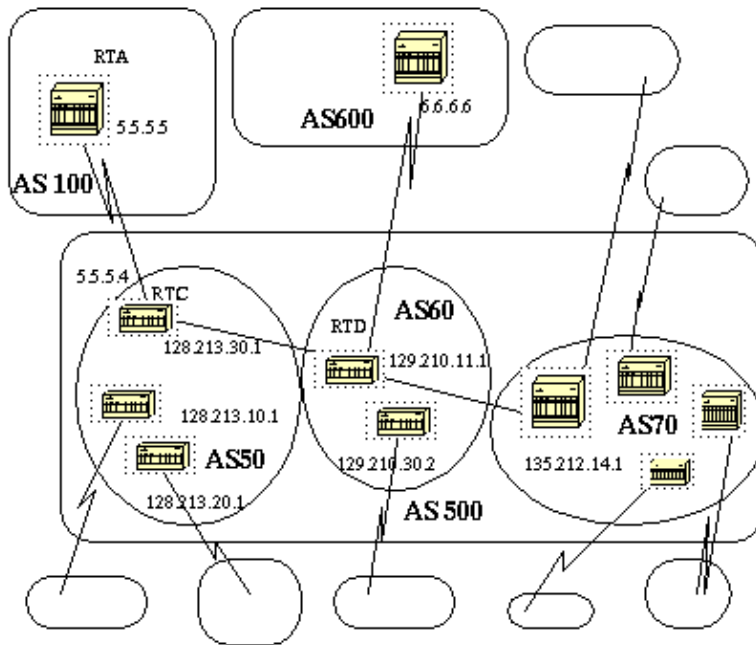 RTA
5.5.5.5
AS 100
6.6.6.6
AS600
5.5.5.4
RTC
128.213.30.1
RTD
AS60
129.210.11.1
128.213.10.1
AS50
128.213.20.1
129.210.30.2
AS70
135.212.14.1
AS 500